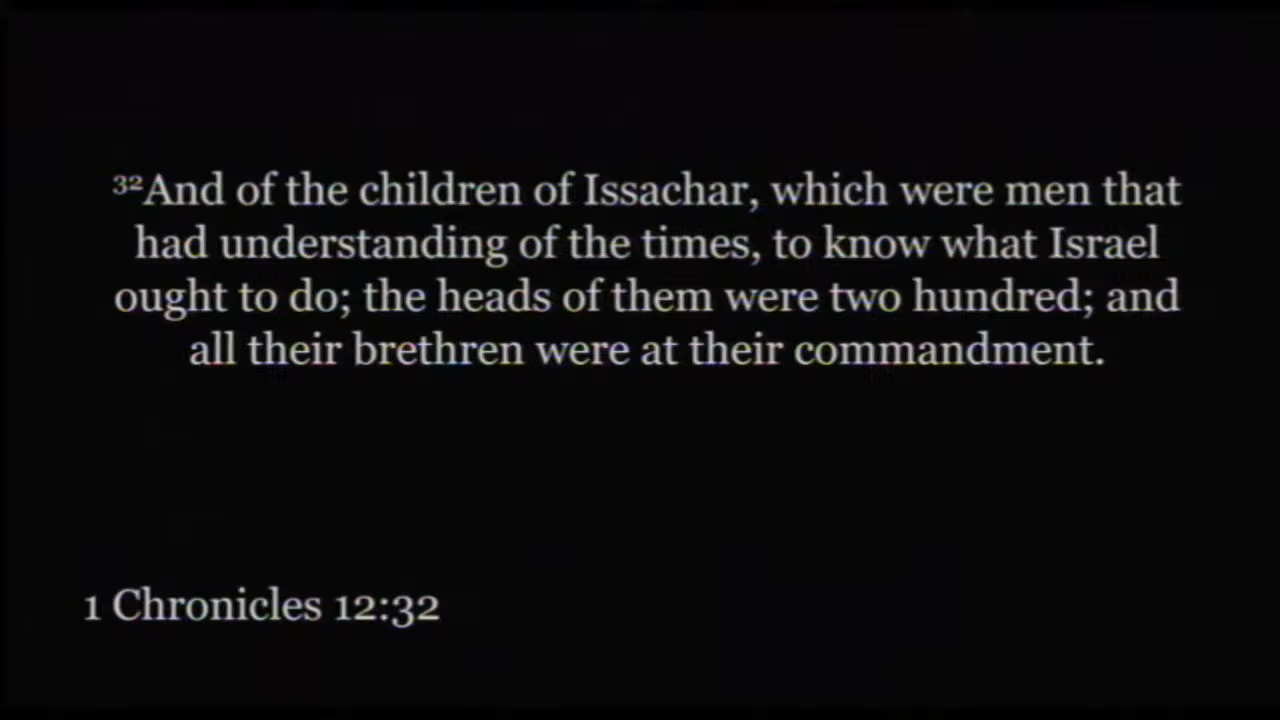 ³²And of the children of Issachar, which were men that
had understanding of the times, to know what Israel
ought to do; the heads of them were two hundred; and
all their brethren were at their commandment.
1 Chronicles 12:32